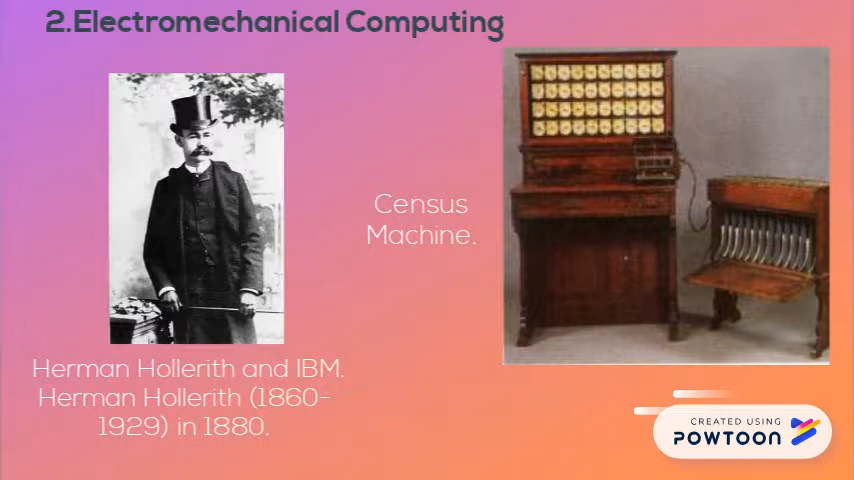 2.Electromechanical Computing
Census
Machine.
Herman Hollerith and IBM.
Herman Hollerith (1860-
1929) in 1880.
CREATED USING
POWTOON